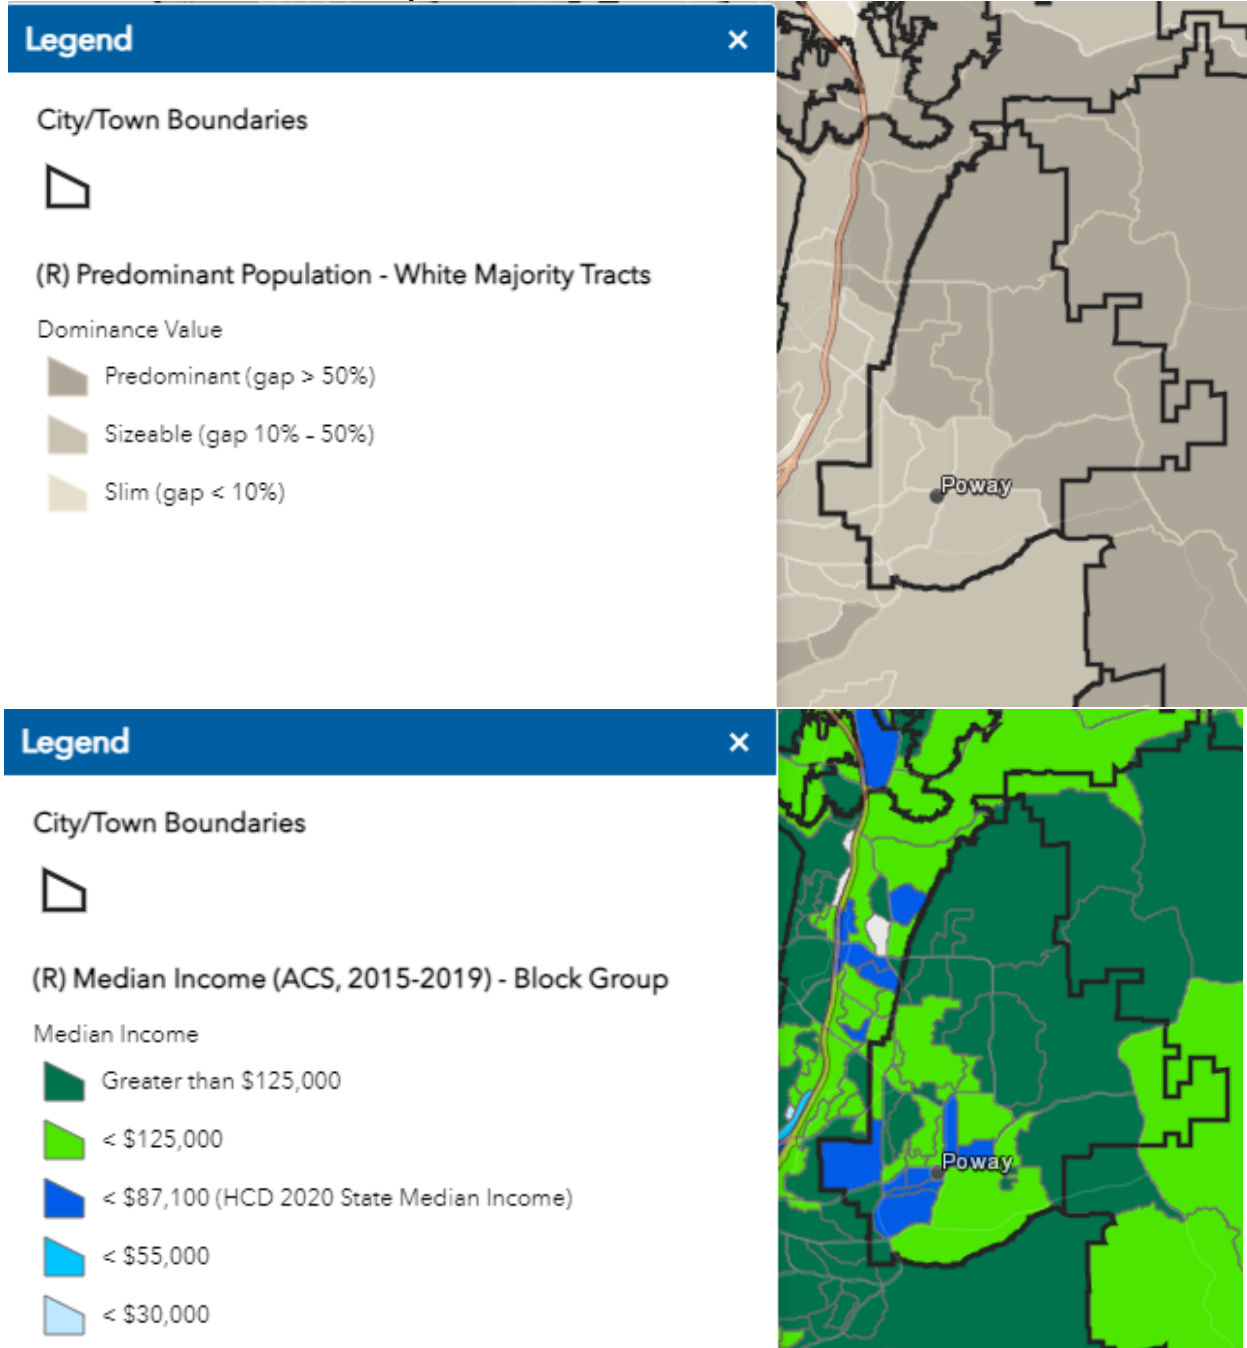 Legend ×
City/Town Boundaries
(R) Predominant Population - White Majority Tracts
Dominance Value
Predominant (gap > 50%)
Sizeable (gap 10% - 50%)
Slim (gap < 10%)
Poway
Legend ×
City/Town Boundaries
(R) Median Income (ACS, 2015-2019) - Block Group
Median Income
Greater than $125,000
< $125,000
< $87,100 (HCD 2020 State Median Income)
< $55,000
< $30,000
Poway